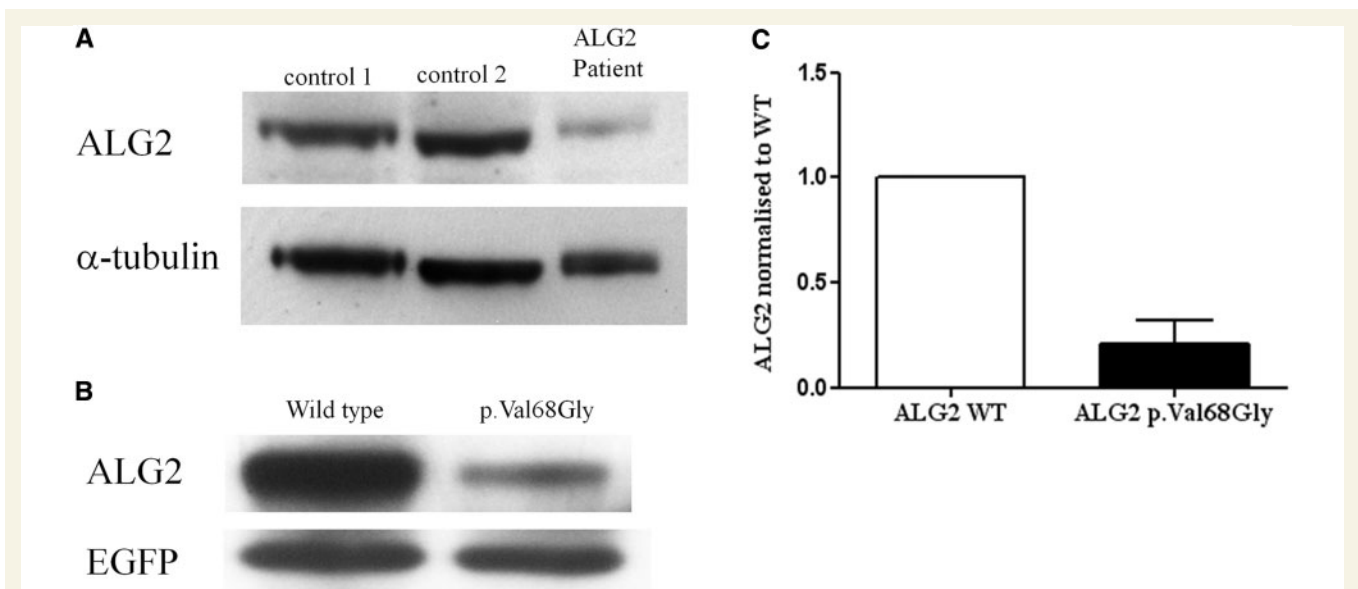 A
control 1
control 2
ALG2
Patient
ALG2
α-tubulin
B
Wild type
p.Val68Gly
ALG2
EGFP
C
ALG2 normalised to WT
1.5
1.0
0.5
0.0
ALG2 WT
ALG2 p.Val68Gly